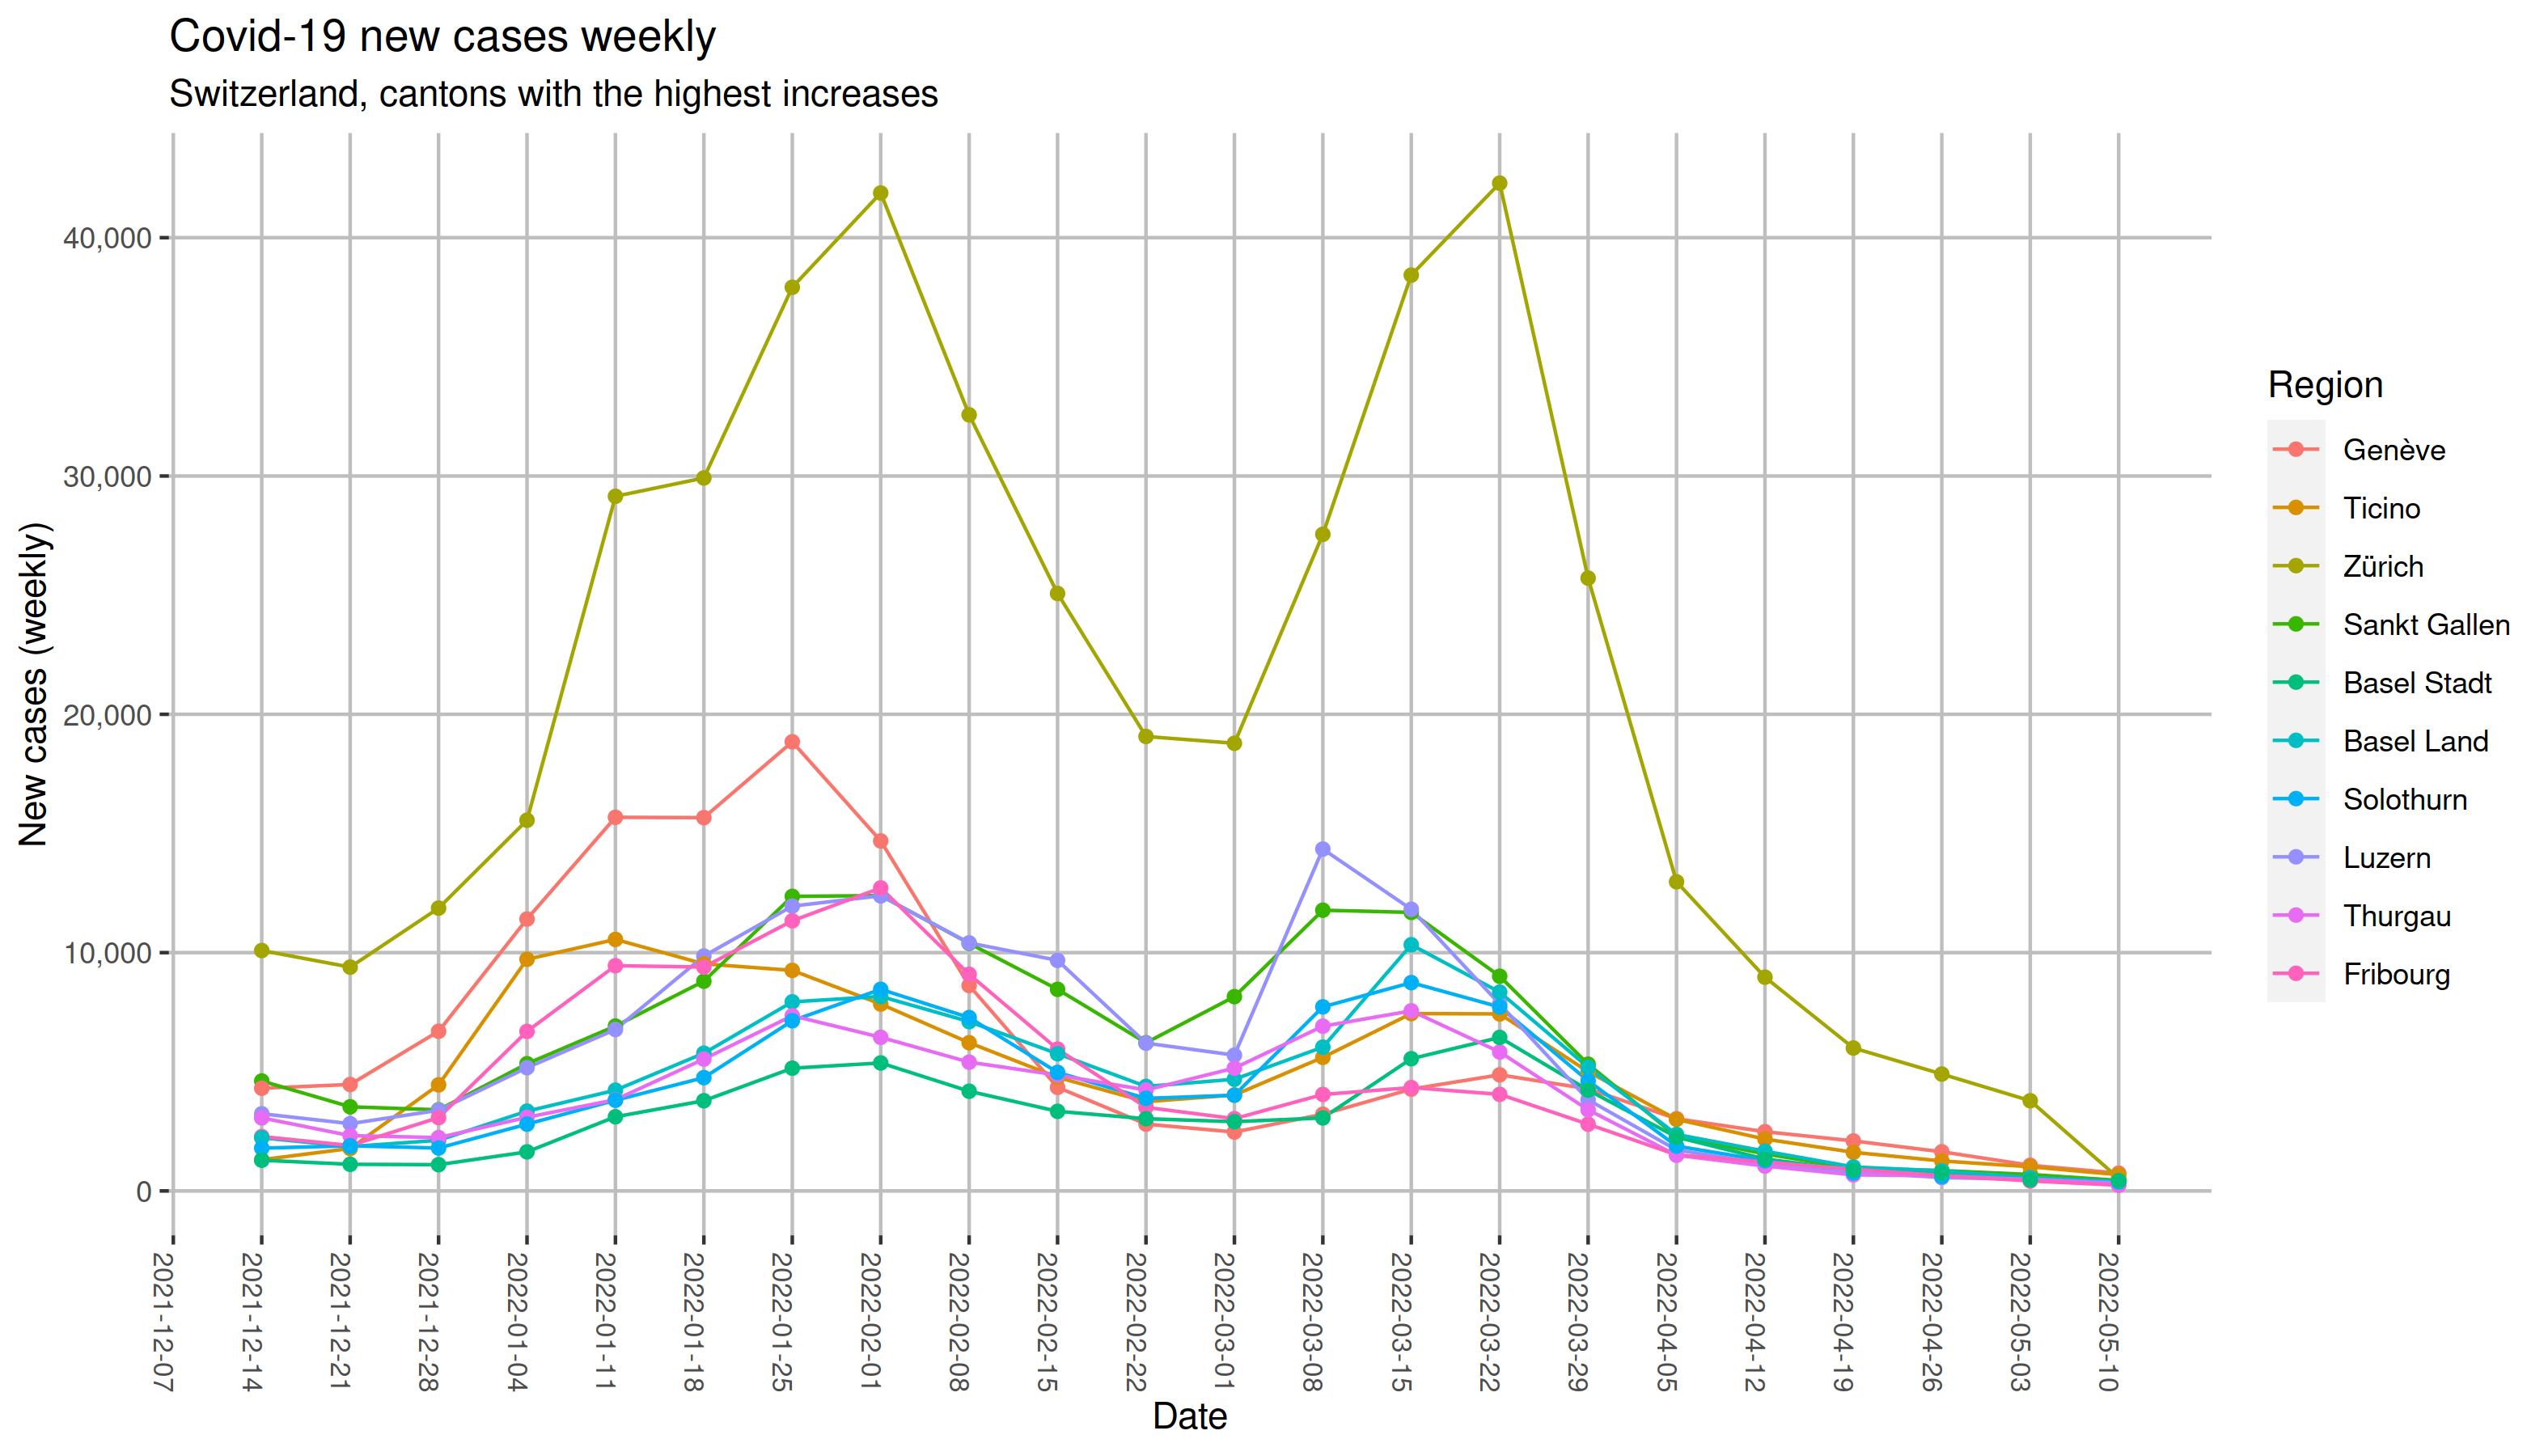 Covid-19 new cases weekly
Switzerland, cantons with the highest increases
New cases (weekly)
40,000
30,000
20,000
10,000
0
2021-12-07
2021-12-14
2021-12-21
2021-12-28
2022-01-04
2022-01-11
2022-01-18
2022-01-25
2022-02-01
2022-02-08
2022-02-15
2022-02-22
2022-03-01
2022-03-08
2022-03-15
2022-03-22
2022-03-29
2022-04-05
2022-04-12
2022-04-19
2022-04-26
2022-05-03
2022-05-10
Date
Region
Genève
Ticino
Zürich
Sankt Gallen
Basel Stadt
Basel Land
Solothurn
Luzern
Thurgau
Fribourg